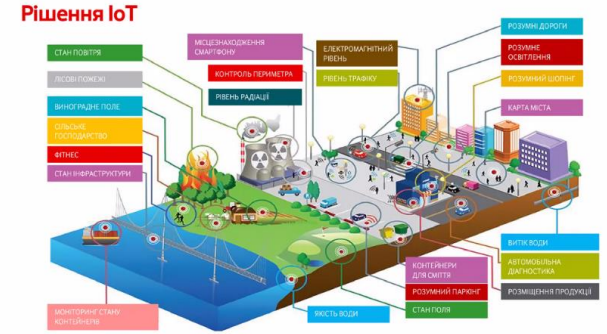 Рішення ІоТ
СТАН ПОВІТРЯ
ЛІСОВІ ПОЖЕЖІ
ВИНОГРАДНЕ ПОЛЕ
СІЛЬСЬКЕ
ГОСПОДАРСТВО
ФІТНЕС
СТАН ІНФРАСТРУКТУРИ
МІСЦЕЗНАХОДЖЕННЯ
СМАРТФОНУ
КОНТРОЛЬ ПЕРИМЕТРА
РІВЕНЬ РАДІАЦІЇ
ЕЛЕКТРОМАГНІТНИЙ
РІВЕНЬ
РІВЕНЬ ТРАФІКУ
РОЗУМНІ ДОРОГИ
РОЗУМНЕ
ОСВІТЛЕННЯ
РОЗУМНИЙ ШОПІНГ
КАРТА МІСТА
ВИТІК ВОДИ
АВТОМОБІЛЬНА
ДІАГНОСТИКА
РОЗМІЩЕННЯ ПРОДУКЦІЇ
КОНТЕЙНЕРИ
ДЛЯ СМІТТЯ
РОЗУМНИЙ ПАРКІНГ
СТАН ПОЛЯ
ЯКІСТЬ ВОДИ
МОНІТОРИНГ СТАНУ
КОНТЕЙНЕРІВ